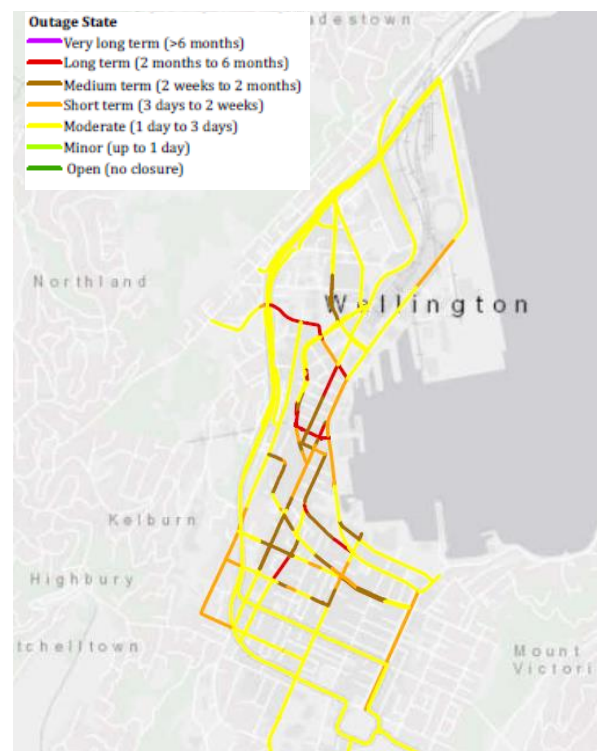 Outage State
Very long term (>6 months)
Long term (2 months to 6 months)
Medium term (2 weeks to 2 months)
Short term (3 days to 2 weeks)
Moderate (1 day to 3 days)
Minor (up to 1 day)
Open (no closure)
adestown
Northland
Wellington
Kelburn
Highbury
tchelltown
Mount
Victori